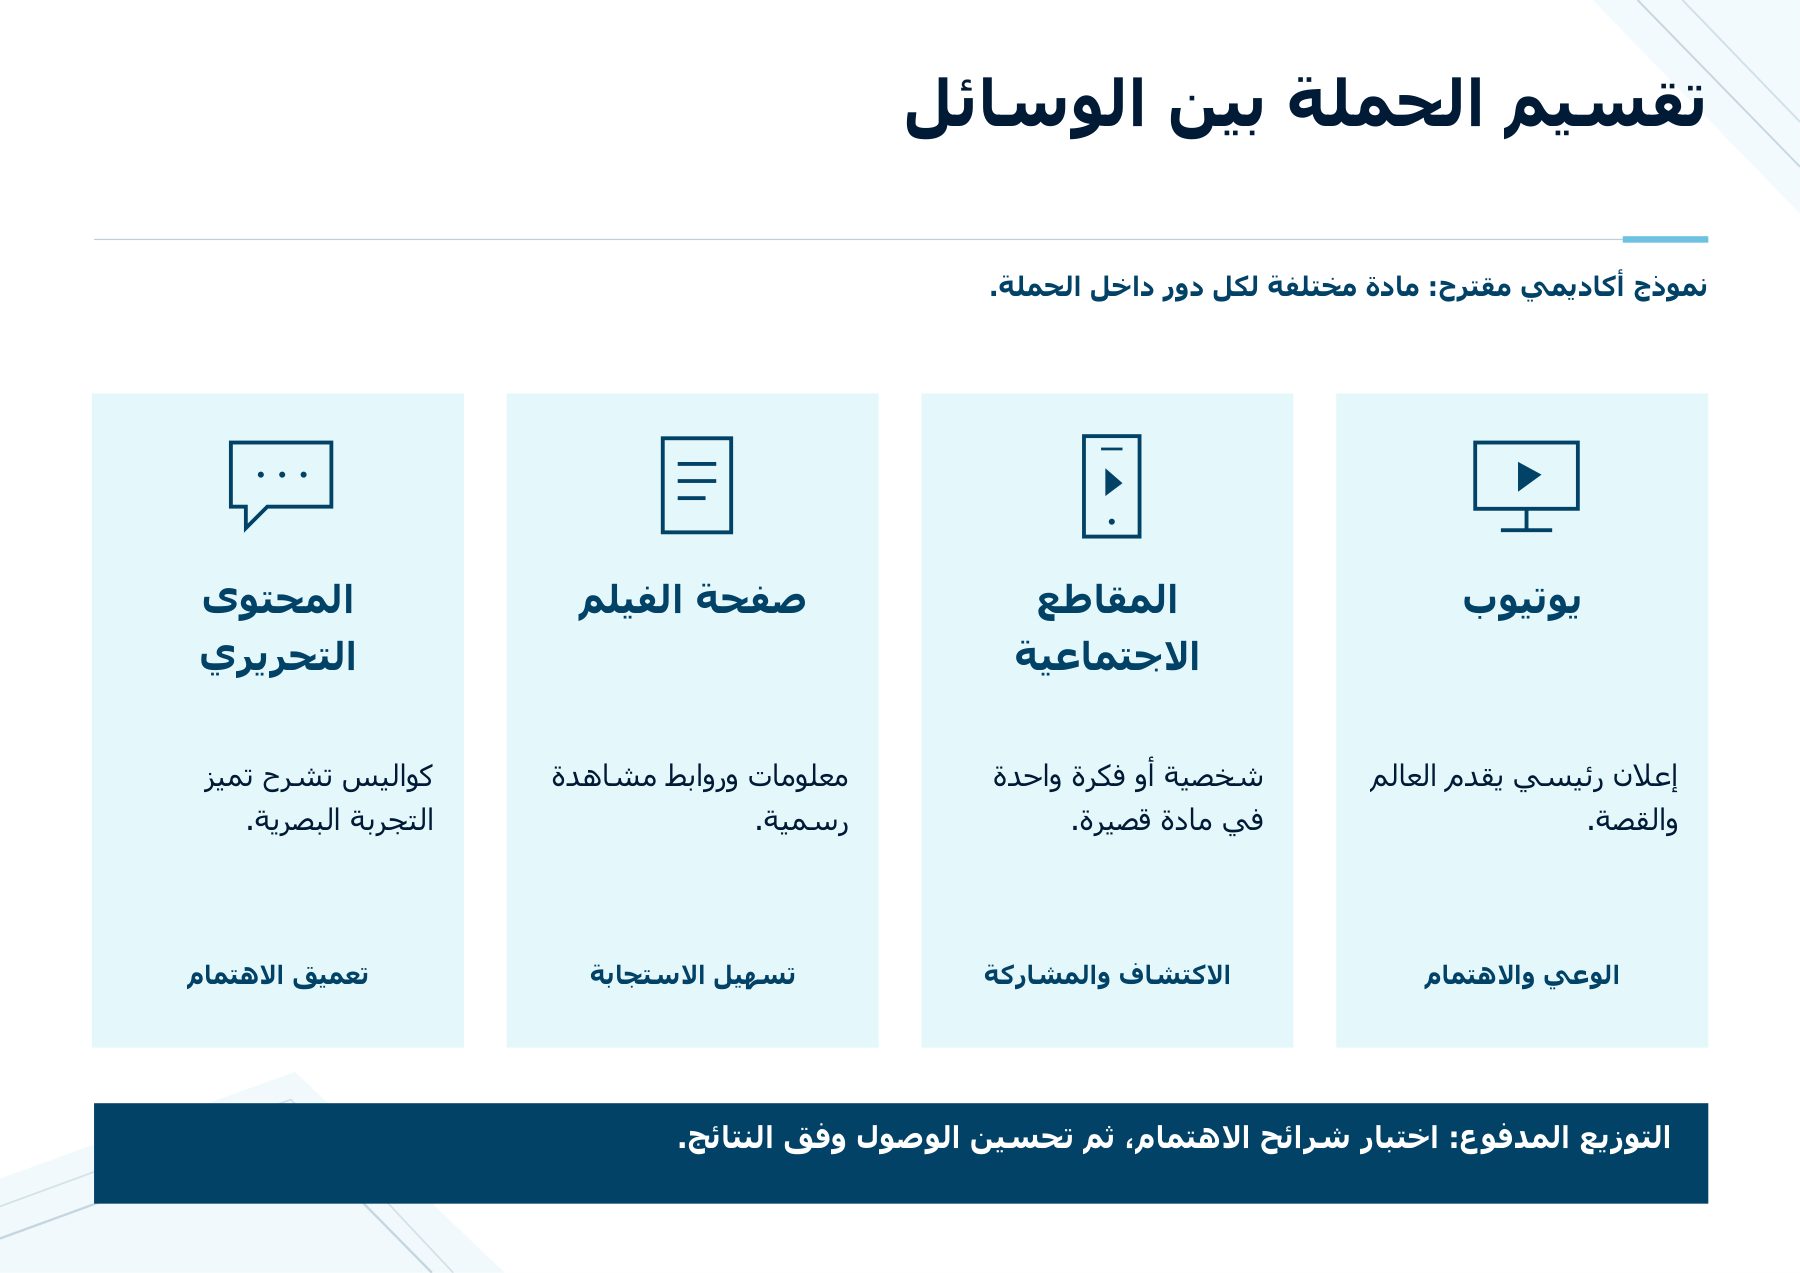 تقسيم الحملة بين الوسائل
نموذج أكاديمي مقترح: مادة مختلفة لكل دور داخل الحملة.
يوتيوب
إعلان رئيسي يقدم العالم
والقصة.
الوعي والاهتمام
المقاطع
الاجتماعية
شخصية أو فكرة واحدة
في مادة قصيرة.
الاكتشاف والمشاركة
صفحة الفيلم
معلومات وروابط مشاهدة
رسمية.
تسهيل الاستجابة
المحتوى
التحريري
كواليس تشرح تميز
التجربة البصرية.
تعميق الاهتمام
التوزيع المدفوع: اختبار شرائح الاهتمام، ثم تحسين الوصول وفق النتائج.